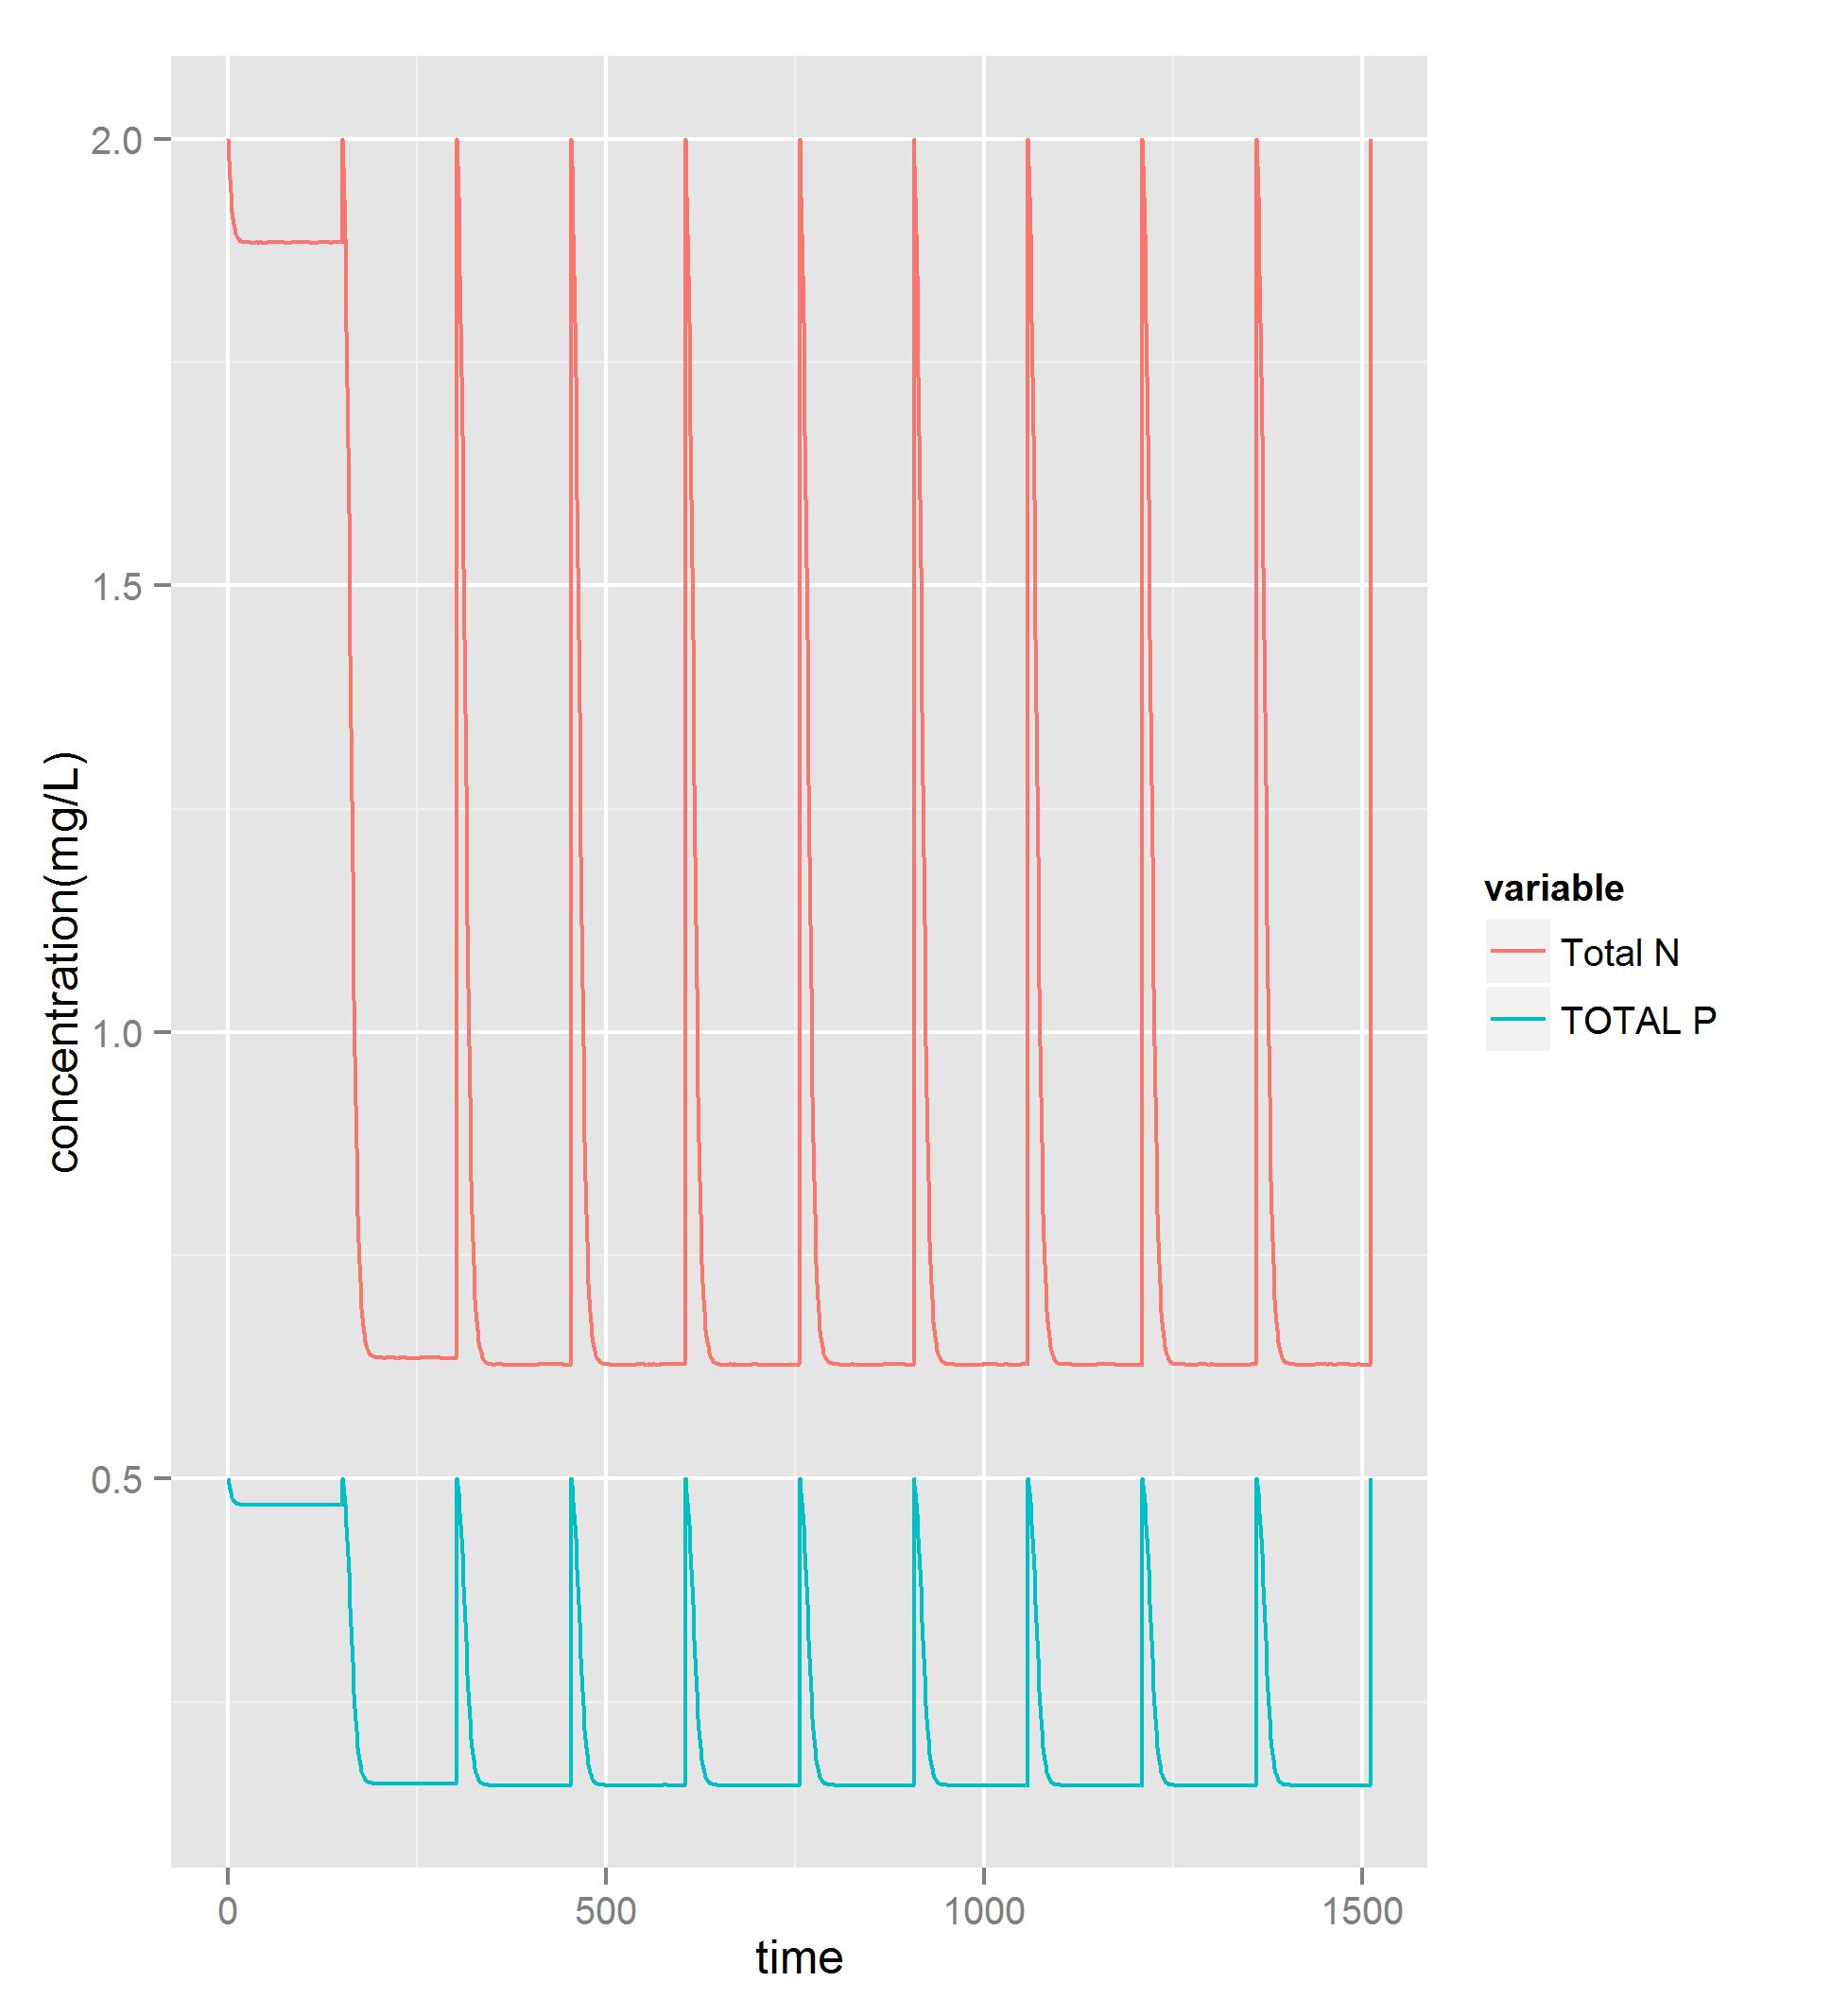 2.0
1.5
1.0
0.5
concentration(mg/L)
0 500 1000 1500
time
variable
Total N
TOTAL P